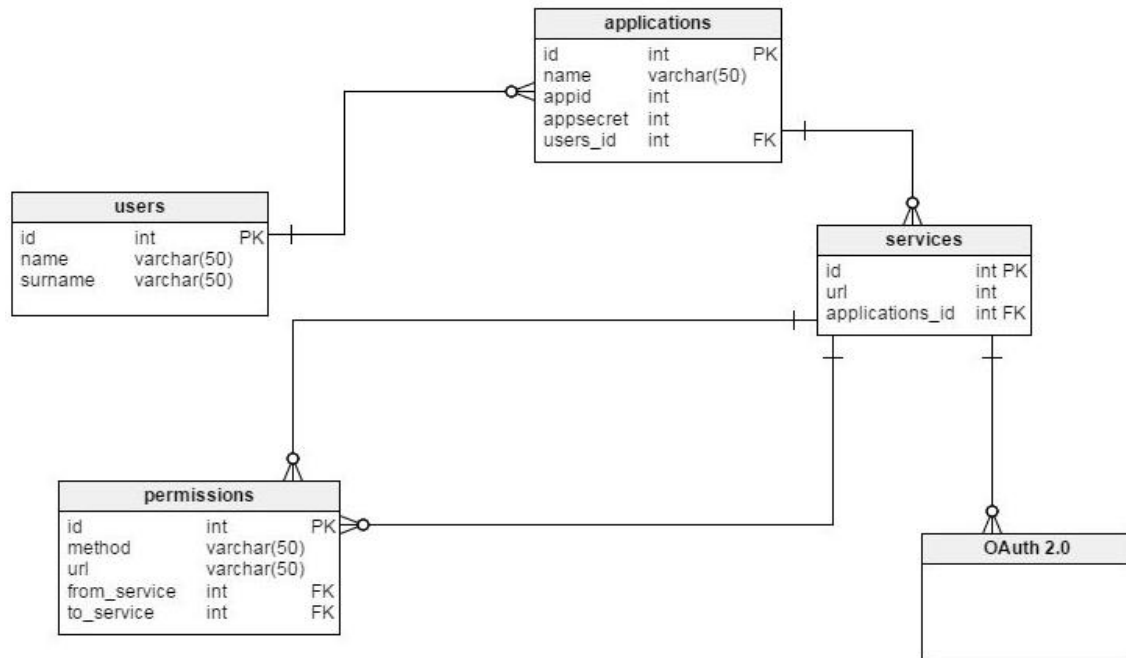 applications
id int PK
name varchar(50)
appid int
appsecret int
users_id int FK
users
id int PK
name varchar(50)
surname varchar(50)
services
id int PK
url int
applications_id int FK
permissions
id int PK
method varchar(50)
url varchar(50)
from_service int FK
to_service int FK
OAuth 2.0